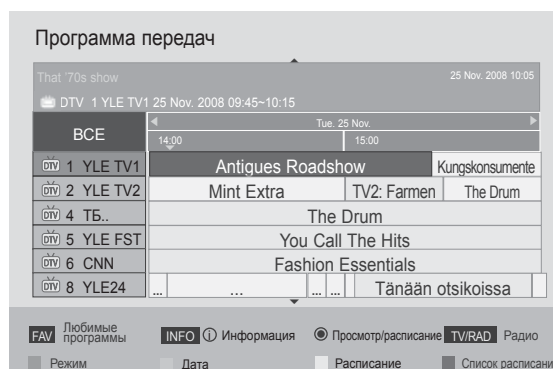 Программа передач
That '70s show
25 Nov. 2008 10:05
DTV 1 YLE TV1 25 Nov. 2008 09:45~10:15
ВСЕ
Tue. 25 Nov.
14:00 15:00
DTV 1 YLE TV1 Antigues Roadshow Kungskonsumente
DTV 2 YLE TV2 Mint Extra TV2: Farmen The Drum
DTV 4 ТБ.. The Drum
DTV 5 YLE FST You Call The Hits
DTV 6 CNN Fashion Essentials
DTV 8 YLE24 ... ... ... ... Tänään otsikoissa
FAV Любимые программы INFO i Информация Просмотр/расписание TV/RAD Радио
Режим Дата Расписание Список расписани